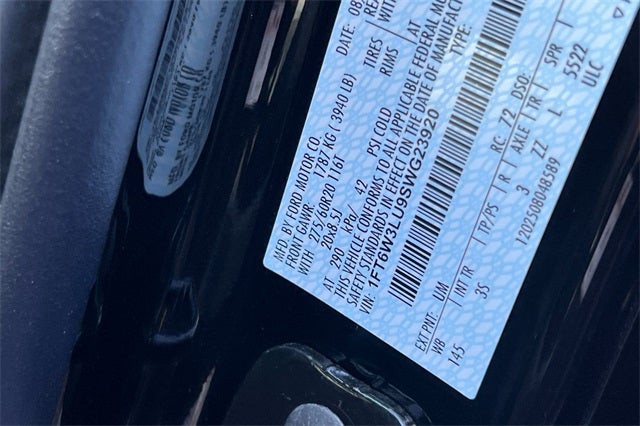 MFD. BY FORD MOTOR CO.
DATE: 08
FRONT GAWR: 1787 KG ( 3940 LB)
WITH 275/60R20 116T TIRES
20x8.5J RIMS
AT 290 kPa/ 42 PSI COLD
THIS VEHICLE CONFORMS TO ALL APPLICABLE FEDERAL MO
SAFETY STANDARDS IN EFFECT ON THE DATE OF MANUFACT
VIN: 1FT6W3LU9SWG23920
TYPE:
EXT PNT: UM RC: 72 DSO:
WB INT TR TP/PS R AXLE TR SPR
145 3S 3 ZZ L 5522
12025080485​89 ULC